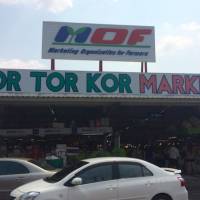 MOF
Marketing Organization for Farmers
OR TOR KOR MARK